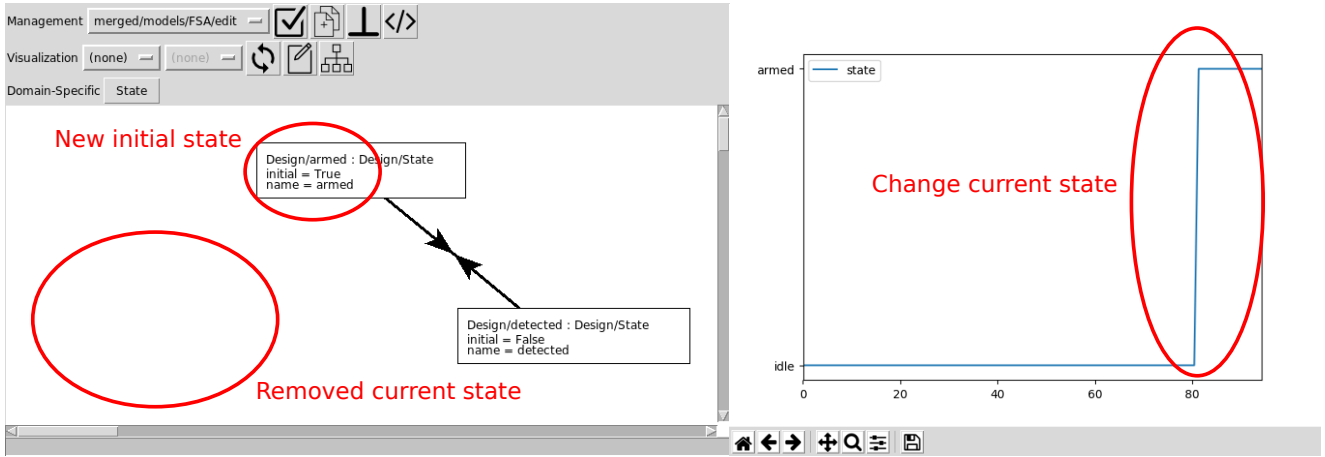 Management merged/models/FSA/edit </>
Visualization (none) (none)
Domain-Specific State
New initial state
Design/armed : Design/State
initial = True
name = armed
Design/detected : Design/State
initial = False
name = detected
Removed current state
armed
state
Change current state
idle
0 20 40 60 80